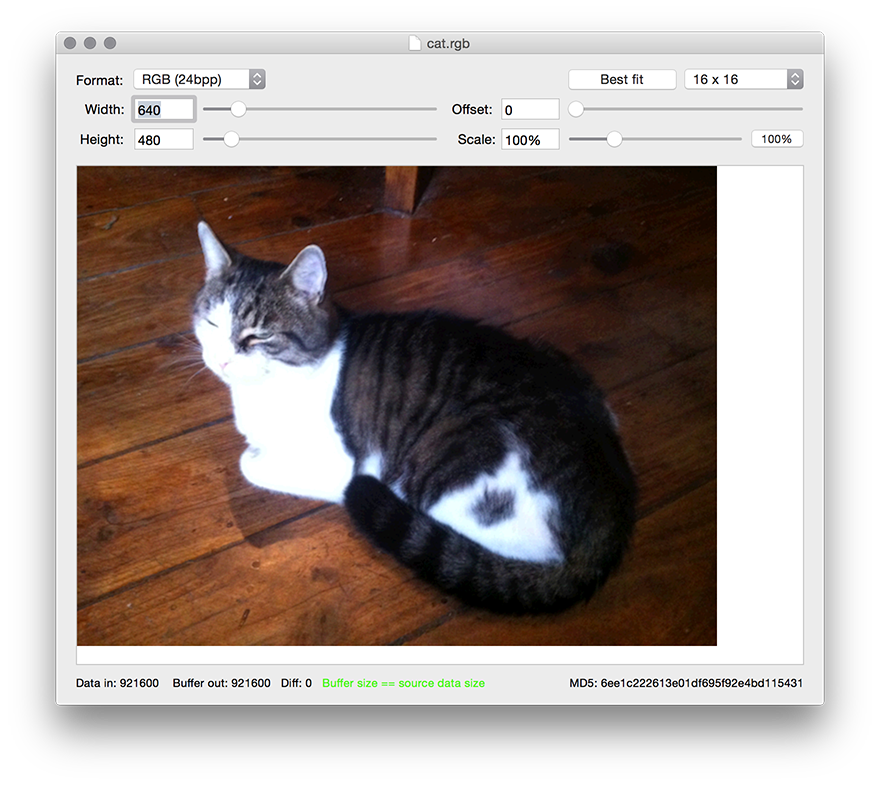 cat.rgb
Format: RGB (24bpp) Best fit 16 x 16
Width: 640 Offset: 0
Height: 480 Scale: 100% 100%
Data in: 921600 Buffer out: 921600 Diff: 0 Buffer size == source data size MD5: 6ee1c222613e01df695f92e4bd115431